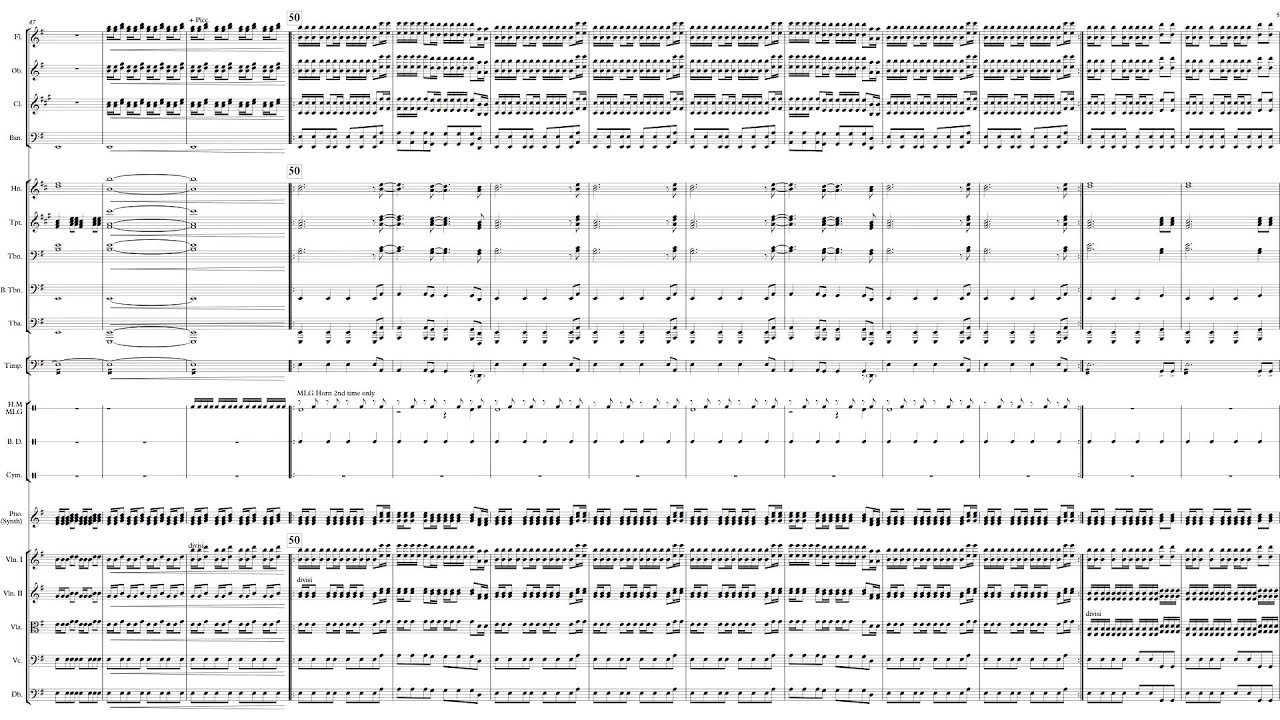 47
+ Picc.
50
5
Fl.
Ob.
Cl.
Bsn.
50
Hn.
Tpt.
Tbn.
B. Tbn.
Tba.
Timp.
MLG Horn 2nd time only
H.M
MLG
B. D.
Cym.
Pno.
(Synth)
50
divisi
Vln. I
divisi
Vln. II
divisi
Vla.
Vc.
Db.